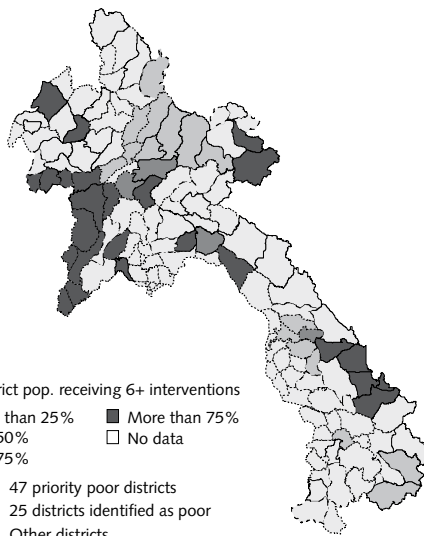 rict pop. receiving 6+ interventions
than 25% More than 75%
50% No data
75%
47 priority poor districts
25 districts identified as poor
Other districts